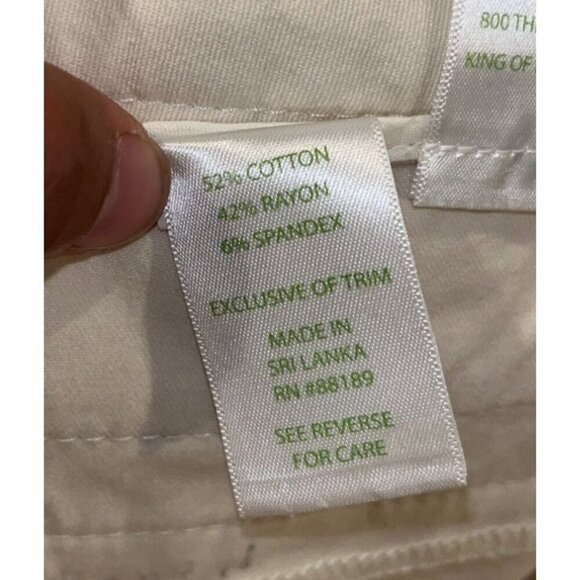 52% COTTON
42% RAYON
6% SPANDEX
EXCLUSIVE OF TRIM
MADE IN
SRI LANKA
RN #88189
SEE REVERSE
FOR CARE
800
KING OF